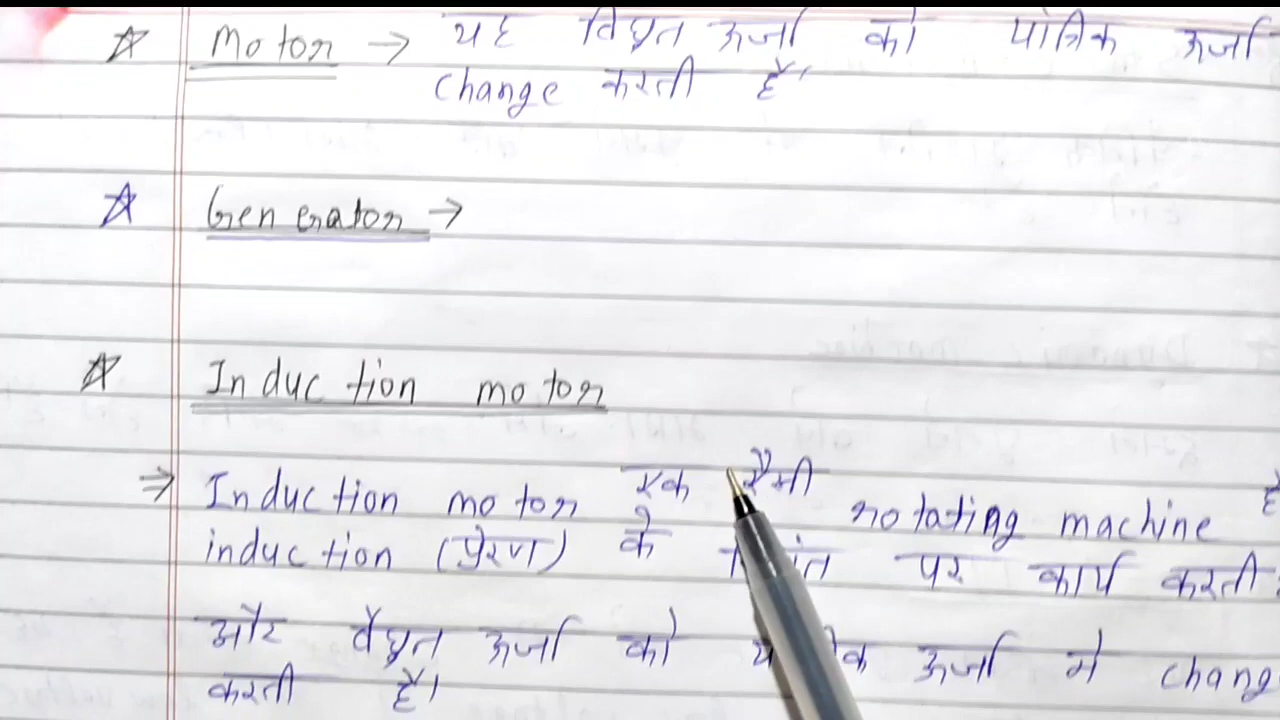 Motor → यह विधुत ऊर्जा को यांत्रिक ऊर्जा
change करती है।
Generator →
Induction motor
⇒ Induction motor एक ऐसी rotating machine है
induction (प्रेरण) के पर कार्य करती
और वैधुत ऊर्जा को ऊर्जा मे chang
करती है।